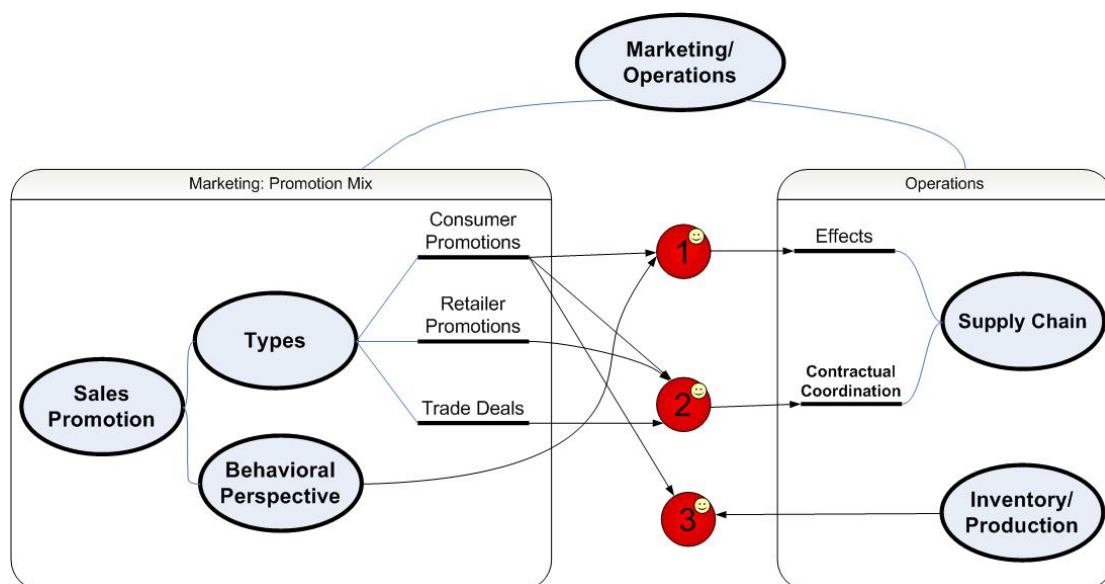 Marketing/
Operations
Marketing: Promotion Mix
Operations
Consumer
Promotions
Retailer
Promotions
Trade Deals
Types
Sales
Promotion
Behavioral
Perspective
1
2
3
Effects
Contractual
Coordination
Supply Chain
Inventory/
Production